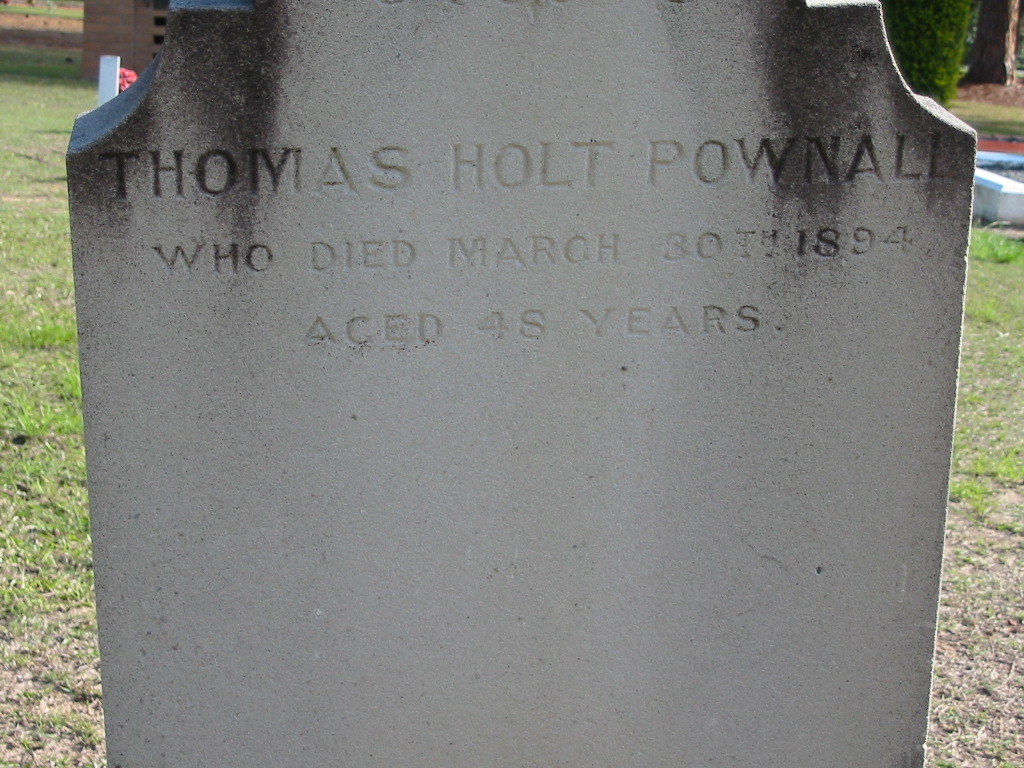 THOMAS HOLT POWNALL
WHO DIED MARCH 30TH 1894
AGED 48 YEARS.